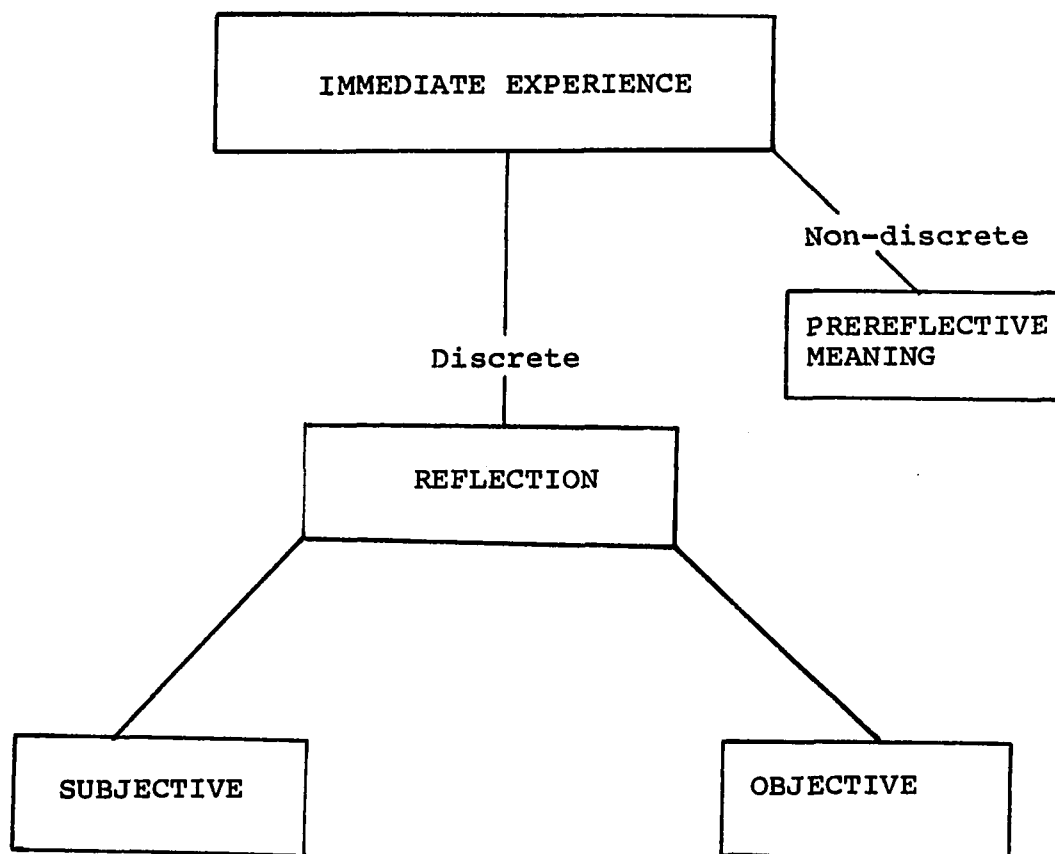 IMMEDIATE EXPERIENCE
Non-discrete
PREREFLECTIVE
MEANING
Discrete
REFLECTION
SUBJECTIVE
OBJECTIVE